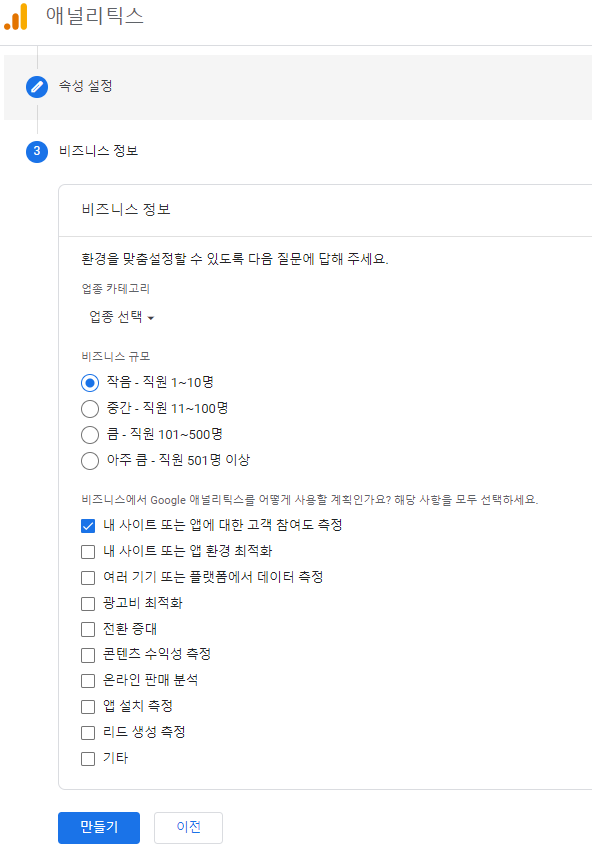 애널리틱스
속성 설정
3 비즈니스 정보
비즈니스 정보
환경을 맞춤설정할 수 있도록 다음 질문에 답해 주세요.
업종 카테고리
업종 선택
비즈니스 규모
작음 - 직원 1~10명
중간 - 직원 11~100명
큼 - 직원 101~500명
아주 큼 - 직원 501명 이상
비즈니스에서 Google 애널리틱스를 어떻게 사용할 계획인가요? 해당 사항을 모두 선택하세요.
내 사이트 또는 앱에 대한 고객 참여도 측정
내 사이트 또는 앱 환경 최적화
여러 기기 또는 플랫폼에서 데이터 측정
광고비 최적화
전환 증대
콘텐츠 수익성 측정
온라인 판매 분석
앱 설치 측정
리드 생성 측정
기타
만들기 이전